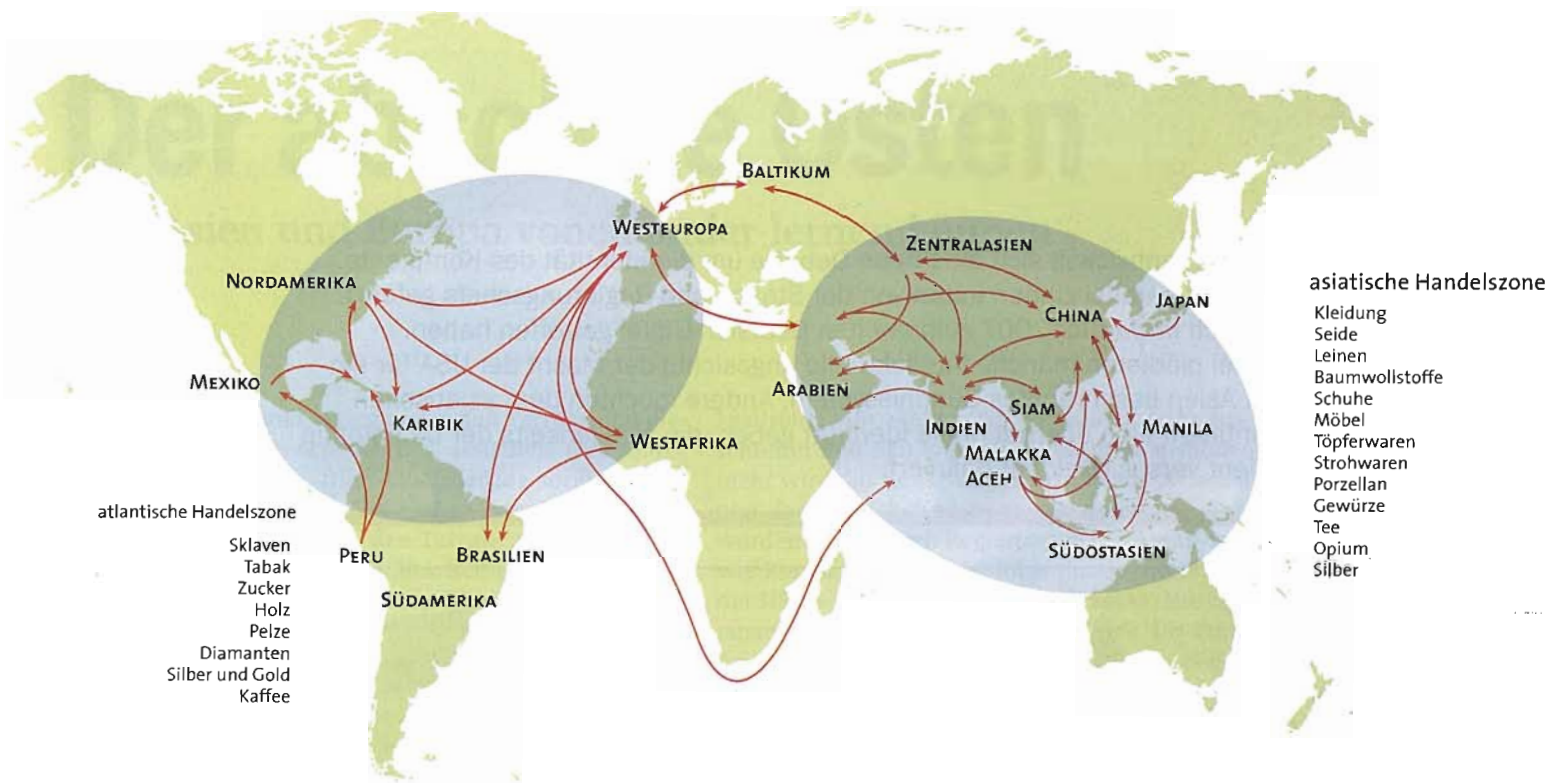 BALTIKUM
WESTEUROPA
ZENTRALASIEN
NORDAMERIKA
asiatische Handelszone
JAPAN
CHINA
Kleidung
Seide
Leinen
Baumwollstoffe
Schuhe
Möbel
Töpferwaren
Strohwaren
Porzellan
Gewürze
Tee
Opium
Silber
MEXIKO
ARABIEN
KARIBIK
SIAM
INDIEN
MANILA
WESTAFRIKA
MALAKKA
ACEH
atlantische Handelszone
Sklaven
Tabak
Zucker
Holz
Pelze
Diamanten
Silber und Gold
Kaffee
PERU
BRASILIEN
SÜDOSTASIEN
SÜDAMERIKA